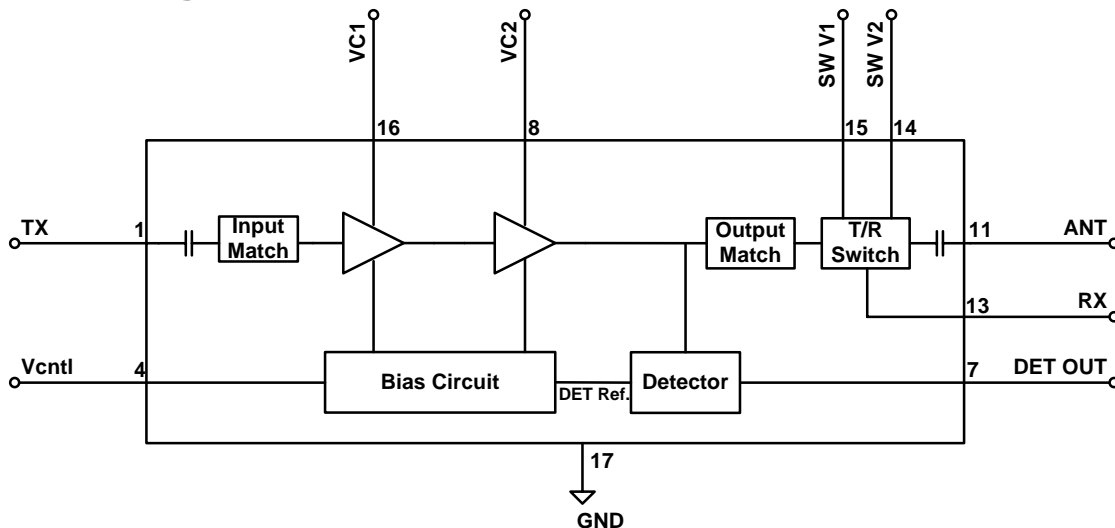 VC1
VC2
SW V1
SW V2
16
8
15
14
TX
1
Input
Match
Output
Match
T/R
Switch
11
ANT
13
RX
Vcntl
4
Bias Circuit
DET Ref.
Detector
7
DET OUT
17
GND